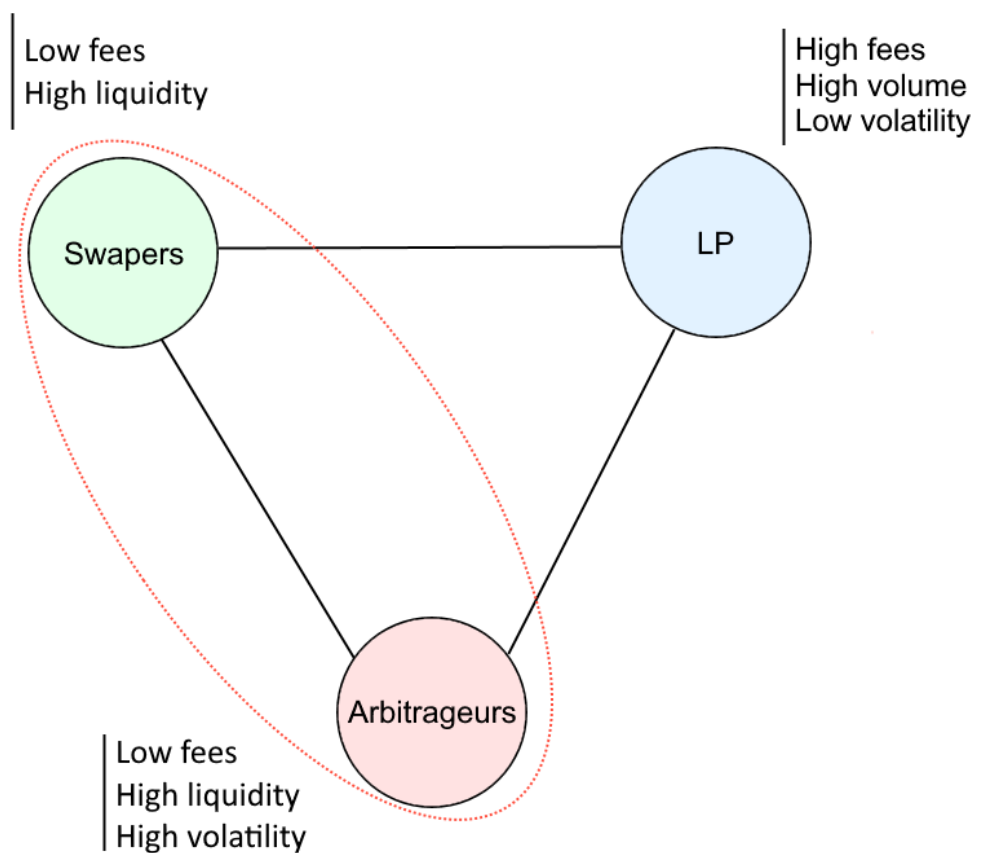 Low fees
High liquidity
High fees
High volume
Low volatility
Swapers
LP
Arbitrageurs
Low fees
High liquidity
High volatility